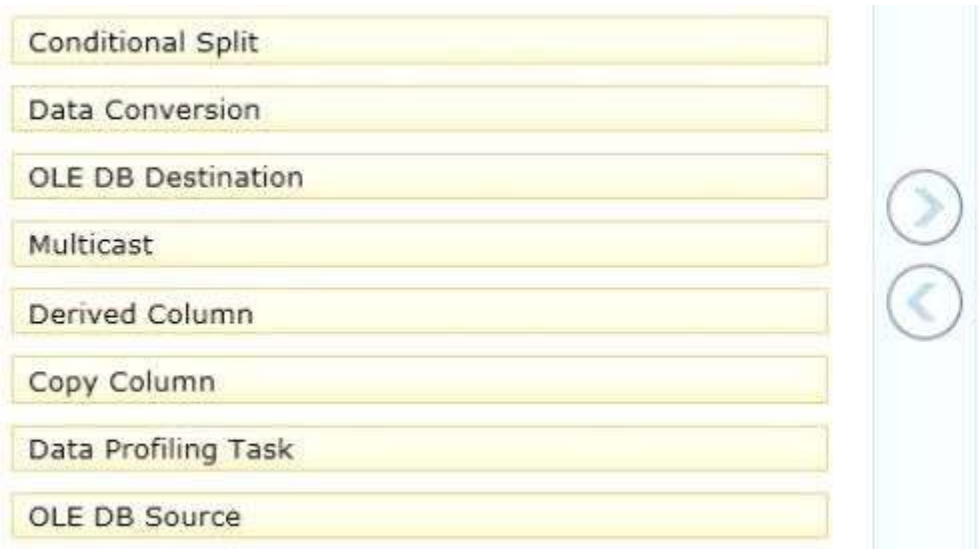 Conditional Split
Data Conversion
OLE DB Destination
Multicast
Derived Column
Copy Column
Data Profiling Task
OLE DB Source